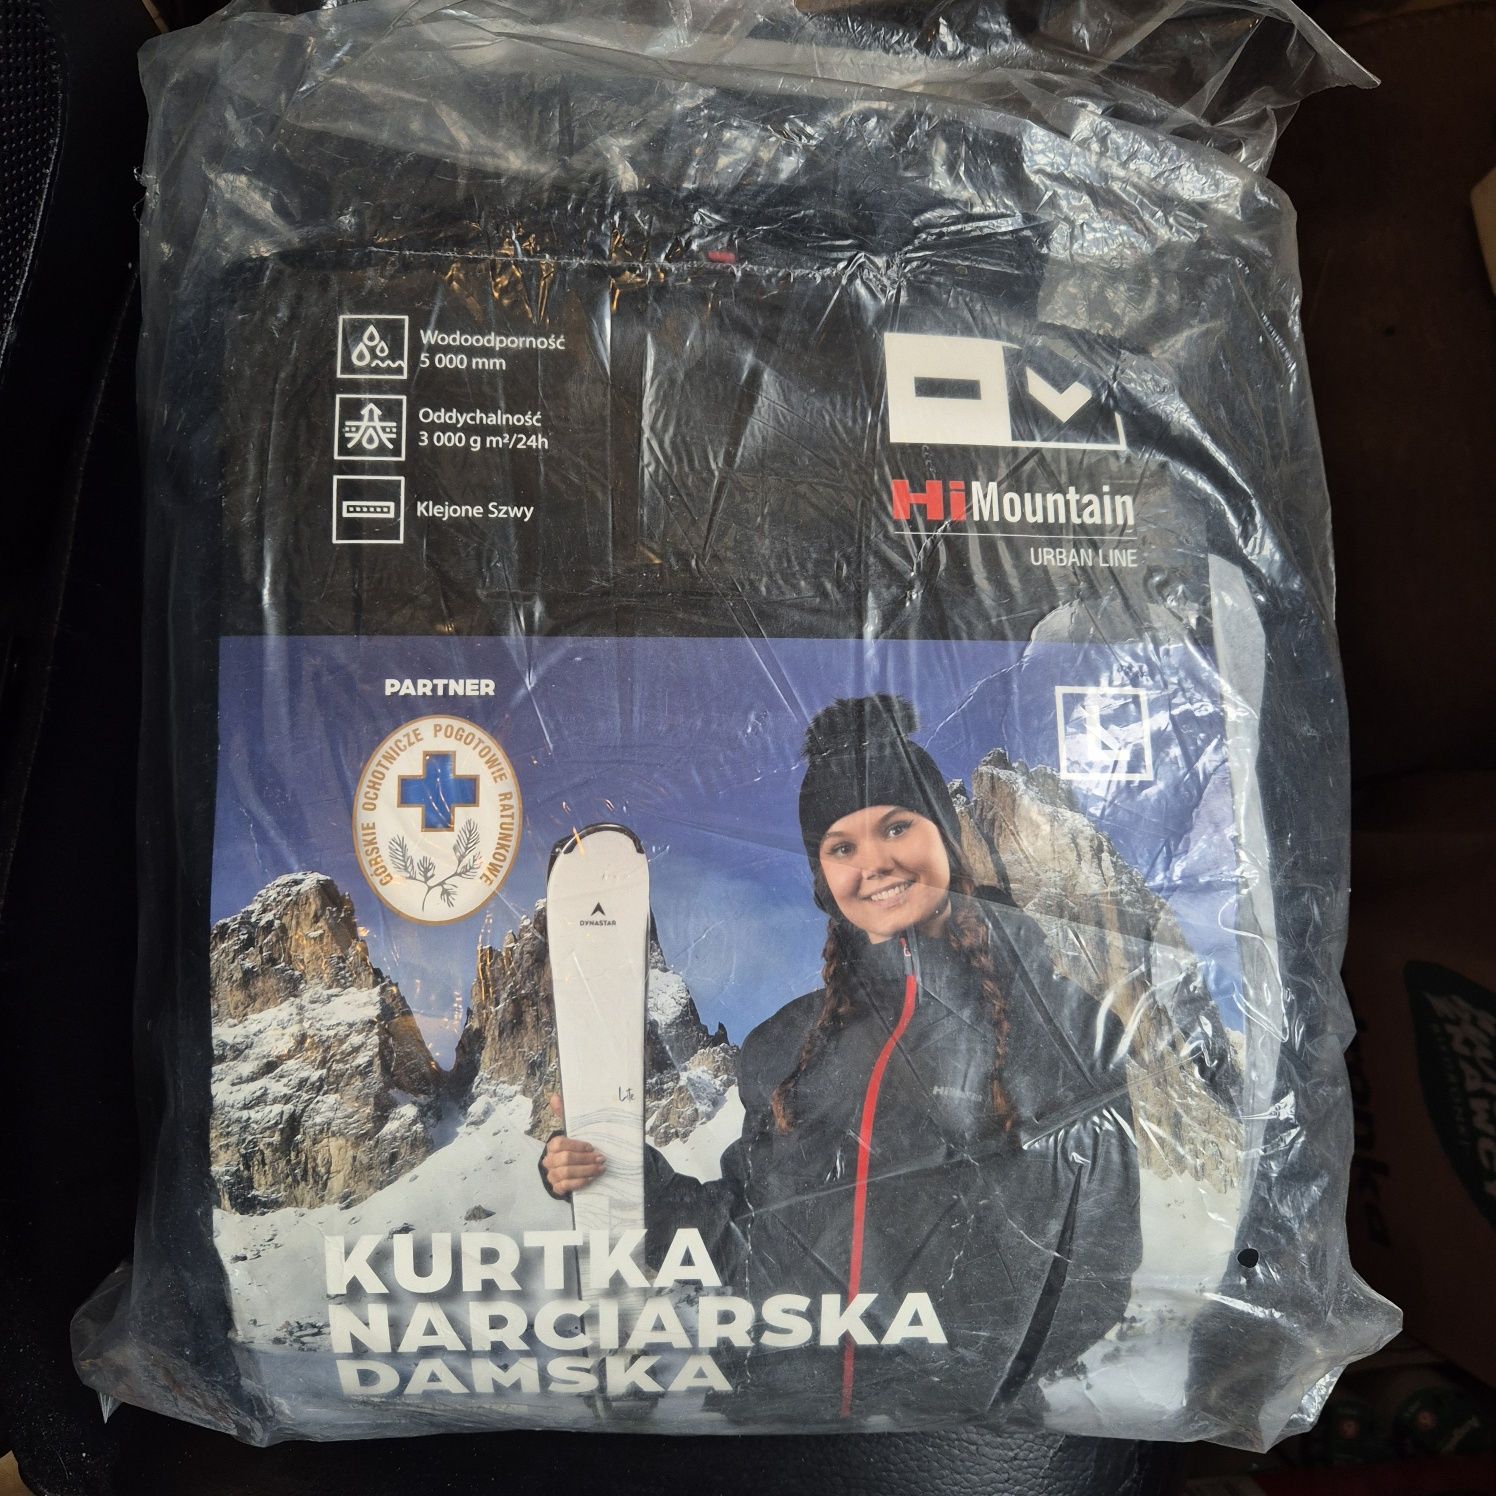 Wodoodporność
5 000 mm
Oddychalność
3 000 g m²/24h
Klejone Szwy
HiMountain
URBAN LINE
PARTNER
GÓRSKIE OCHOTNICZE POGOTOWIE RATUNKOWE
L
DYNASTAR
Lite
KURTKA
NARCIARSKA
DAMSKA